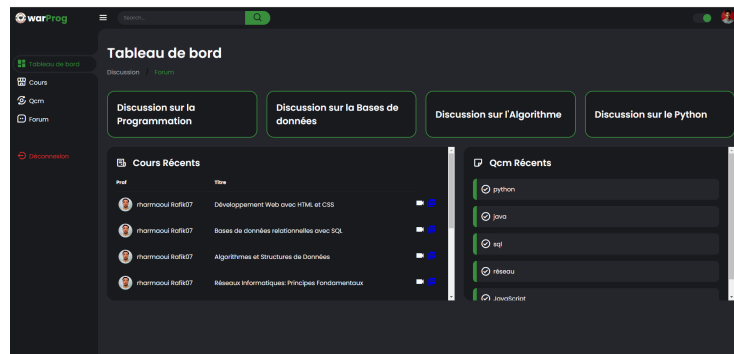 warProg
Search..
Tableau de bord
Cours
Qcm
Forum
Déconnexion
Tableau de bord
Discussion / Forum
Discussion sur la
Programmation
Discussion sur la Bases de
données
Discussion sur l'Algorithme
Discussion sur le Python
Cours Récents
Prof Titre
rharmaoui Rafik07 Développement Web avec HTML et CSS
rharmaoui Rafik07 Bases de données relationnelles avec SQL
rharmaoui Rafik07 Algorithmes et Structures de Données
rharmaoui Rafik07 Réseaux Informatiques: Principes Fondamentaux
Qcm Récents
python
java
sql
réseau
JavaScript